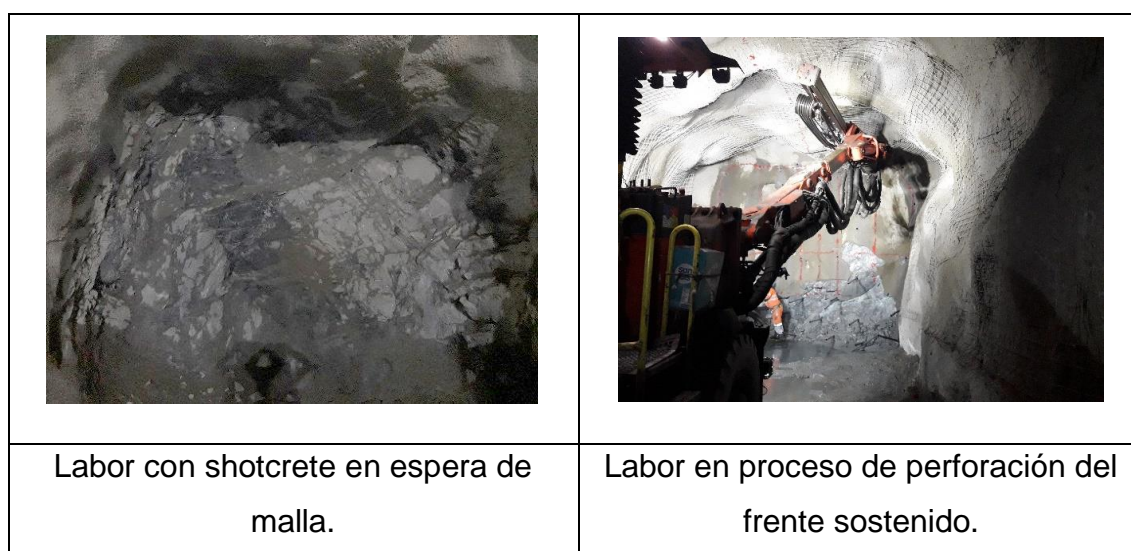 Labor con shotcrete en espera de
malla.
Labor en proceso de perforación del
frente sostenido.